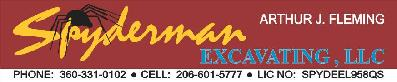 Spyderman
ARTHUR J. FLEMING
EXCAVATING, LLC
PHONE: 360-331-0102 • CELL: 206-601-5777 • LIC NO: SPYDEEL958QS